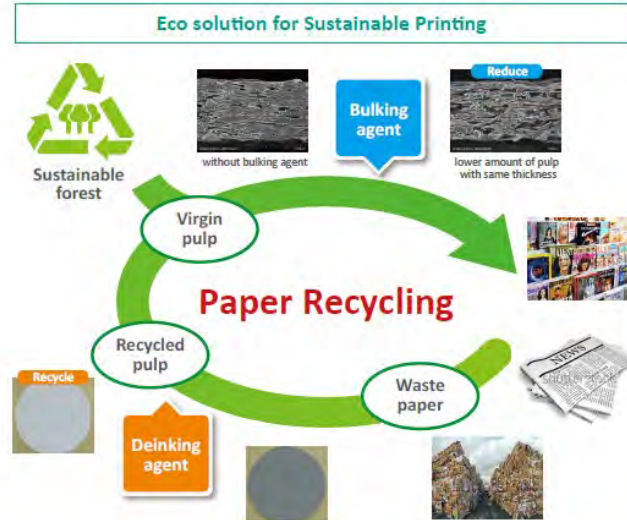 Eco solution for Sustainable Printing
Reduce
Bulking
agent
without bulking agent
lower amount of pulp
with same thickness
Sustainable
forest
Virgin
pulp
Paper Recycling
Recycled
pulp
NEWS
Waste
paper
Recycle
Deinking
agent